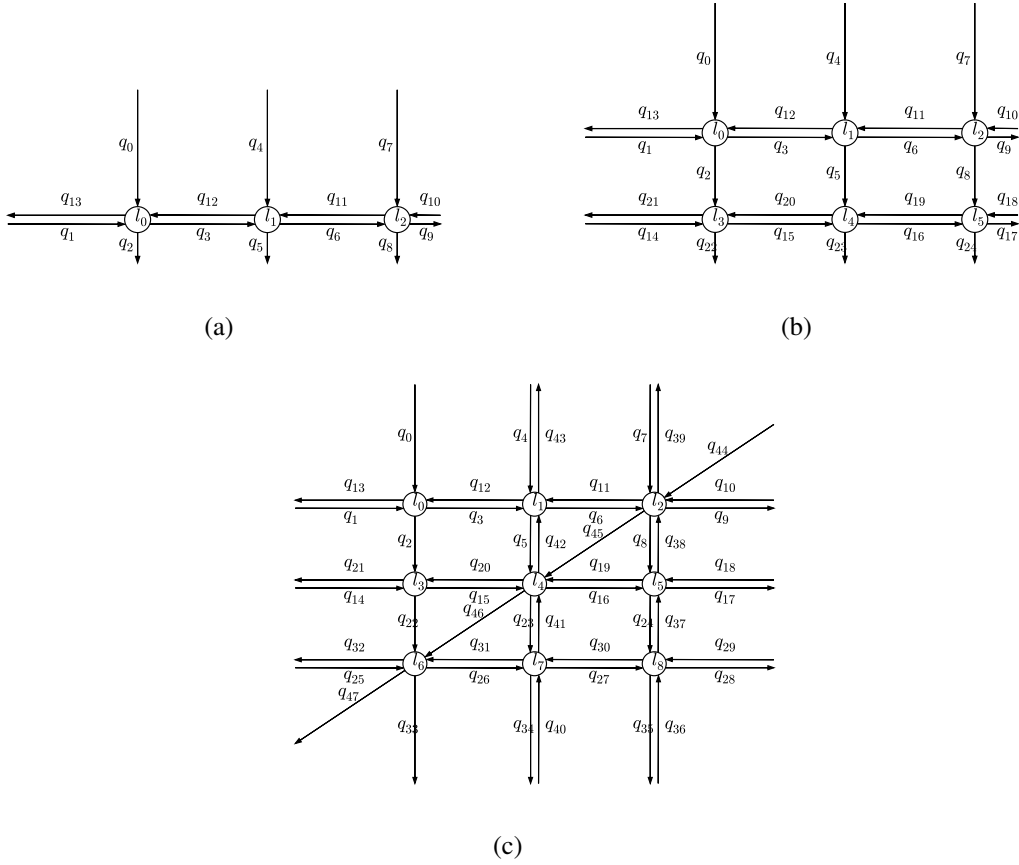 q0 q4 q7
q13 q12 q11 q10
l0 l1 l2
q1 q2 q3 q5 q6 q8 q9
(a)
q0 q4 q7
q13 q12 q11 q10
l0 l1 l2
q1 q3 q6 q9
q2 q5 q8
q21 q20 q19 q18
l3 l4 l5
q14 q22 q15 q23 q16 q24 q17
(b)
q0 q4 q43 q7 q39 q44
q13 q12 q11 q10
l0 l1 l2
q1 q3 q6 q9
q2 q5 q42 q45 q8 q38
q21 q20 q19 q18
l3 l4 l5
q14 q15 q16 q17
q22 q46 q23 q41 q24 q37
q32 q31 q30 q29
l6 l7 l8
q25 q26 q27 q28
q47
q33 q34 q40 q35 q36
(c)